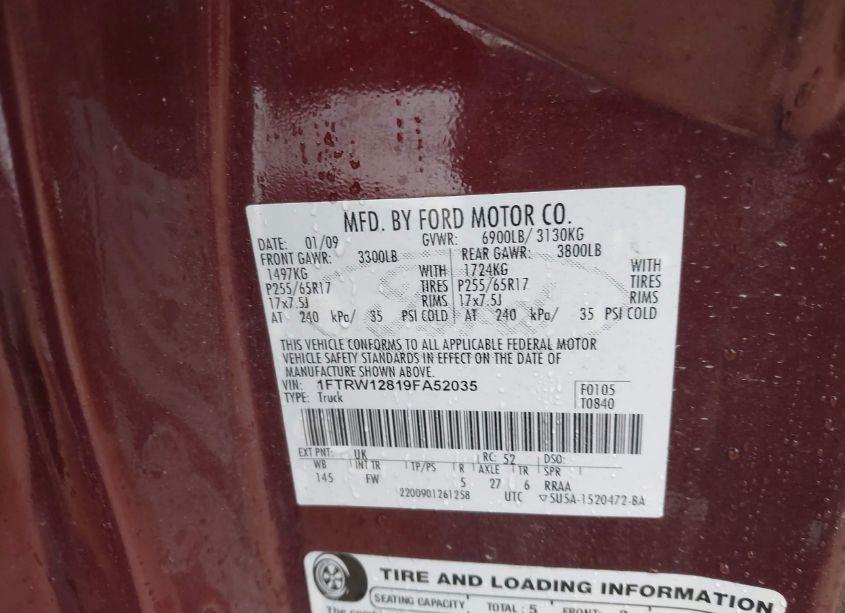 MFD. BY FORD MOTOR CO.
DATE: 01/09 GVWR: 6900LB/ 3130KG
FRONT GAWR: 3300LB REAR GAWR: 3800LB
1497KG WITH 1724KG WITH
P255/65R17 TIRES P255/65R17 TIRES
17x7.5J RIMS 17x7.5J RIMS
AT 240 kPa/ 35 PSI COLD AT 240 kPa/ 35 PSI COLD
THIS VEHICLE CONFORMS TO ALL APPLICABLE FEDERAL MOTOR
VEHICLE SAFETY STANDARDS IN EFFECT ON THE DATE OF
MANUFACTURE SHOWN ABOVE.
VIN: 1FTRW12819FA52035 F0105
TYPE: Truck T0840
EXT PNT: UK RC: 52 DSO:
WB INT TR TP/PS R AXLE TR SPR
145 FW 5 27 6 RRAA
2200901261258 UTC ▽5U5A-1520472-BA
TIRE AND LOADING INFORMATION
SEATING CAPACITY TOTAL: 5 FRONT: